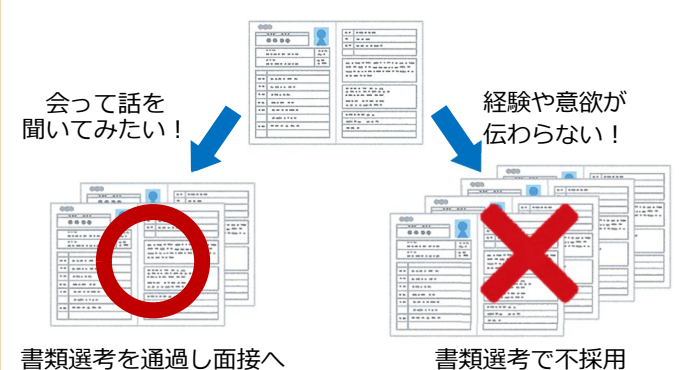 会って話を
聞いてみたい！
経験や意欲が
伝わらない！
書類選考を通過し面接へ
書類選考で不採用